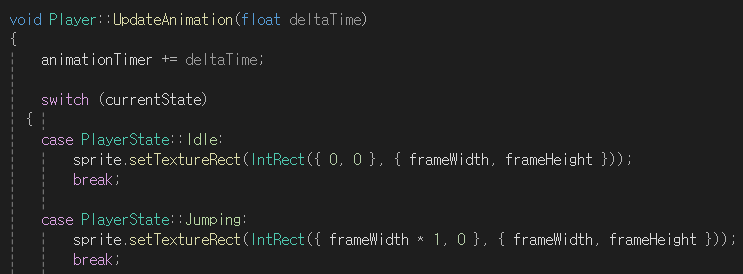 void Player::UpdateAnimation(float deltaTime)
{
    animationTimer += deltaTime;

    switch (currentState)
  {
    case PlayerState::Idle:
        sprite.setTextureRect(IntRect({ 0, 0 }, { frameWidth, frameHeight }));
        break;

    case PlayerState::Jumping:
        sprite.setTextureRect(IntRect({ frameWidth * 1, 0 }, { frameWidth, frameHeight }));
        break;